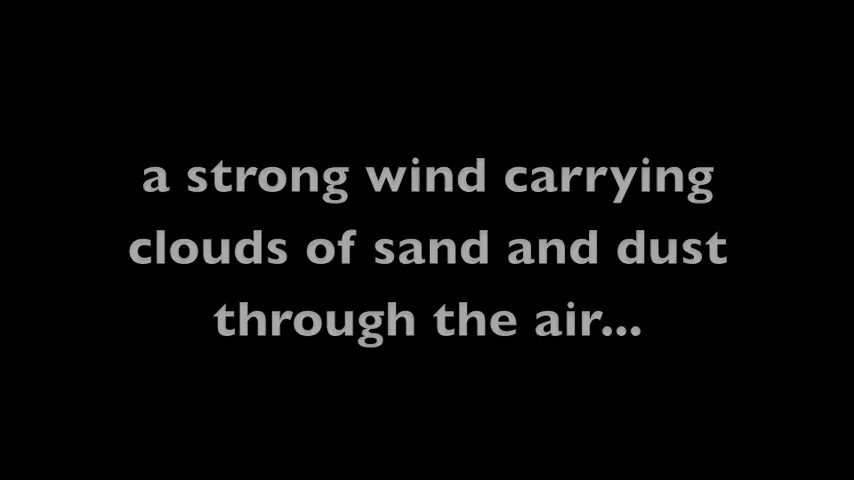 a strong wind carrying
clouds of sand and dust
through the air...